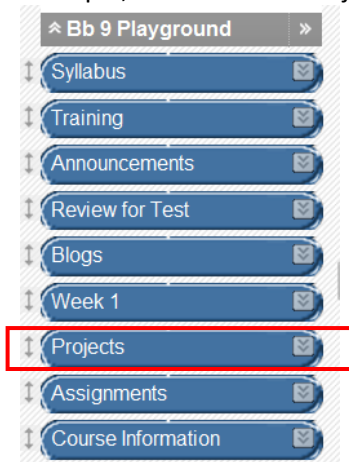 Bb 9 Playground
Syllabus
Training
Announcements
Review for Test
Blogs
Week 1
Projects
Assignments
Course Information